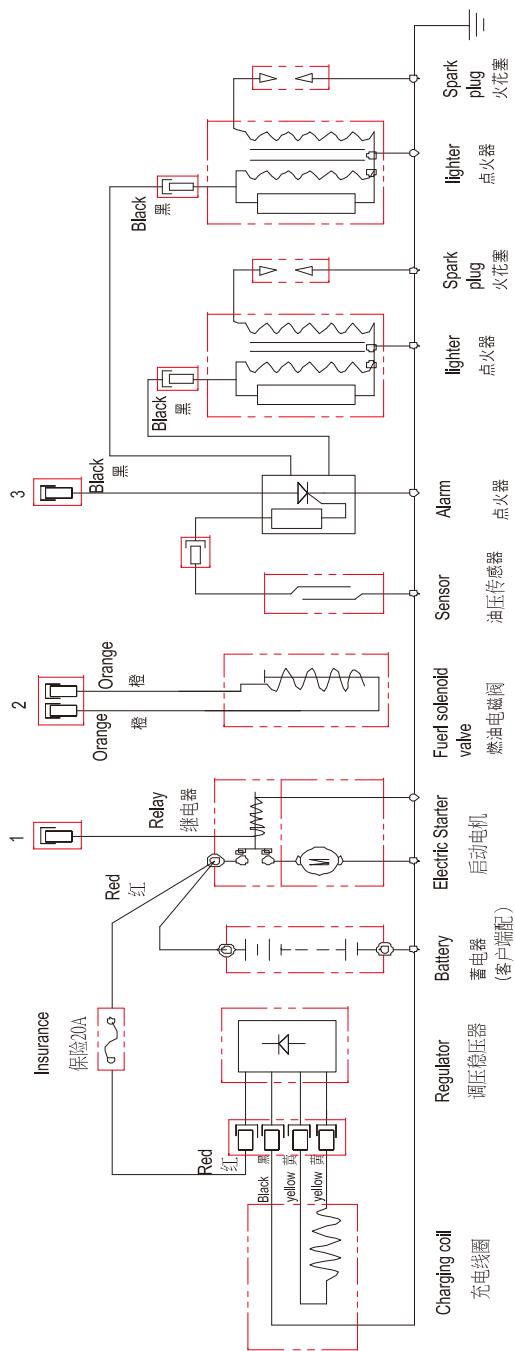 Charging coil
充电线圈
Regulator
调压稳压器
Battery
蓄电器
(客户端配)
Electric Starter
启动电机
Fuerl solenoid
valve
燃油电磁阀
Sensor
油压传感器
Alarm
点火器
lighter
点火器
Spark
plug
火花塞
lighter
点火器
Spark
plug
火花塞
Red
红
Black
黑
yellow
黄
yellow
黄
Insurance
保险20A
Red
红
1
Relay
继电器
M
2
Orange
橙
Orange
橙
3
Black
黑
Black
黑
Black
黑